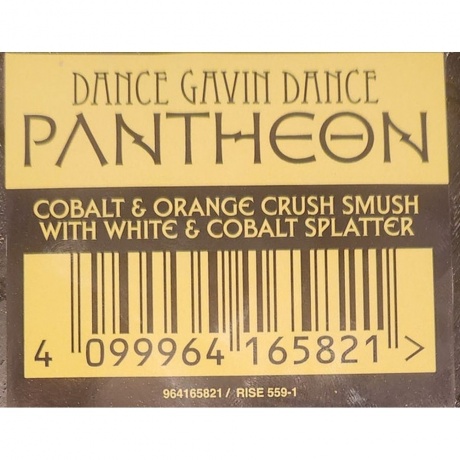 DANCE GAVIN DANCE
PANTHEON
COBALT & ORANGE CRUSH SMUSH
WITH WHITE & COBALT SPLATTER
4 099964 165821 >
964165821 / RISE 559-1